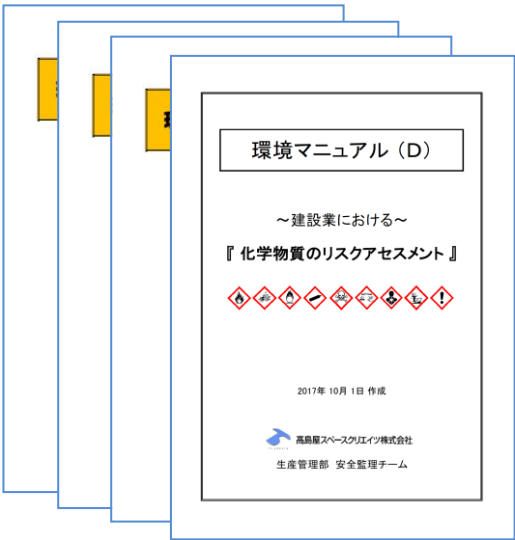 環境マニュアル（D）
～建設業における～
『 化学物質のリスクアセスメント 』
2017年 10月 1日 作成
高島屋スペースクリエイツ株式会社
生産管理部 安全監理チーム